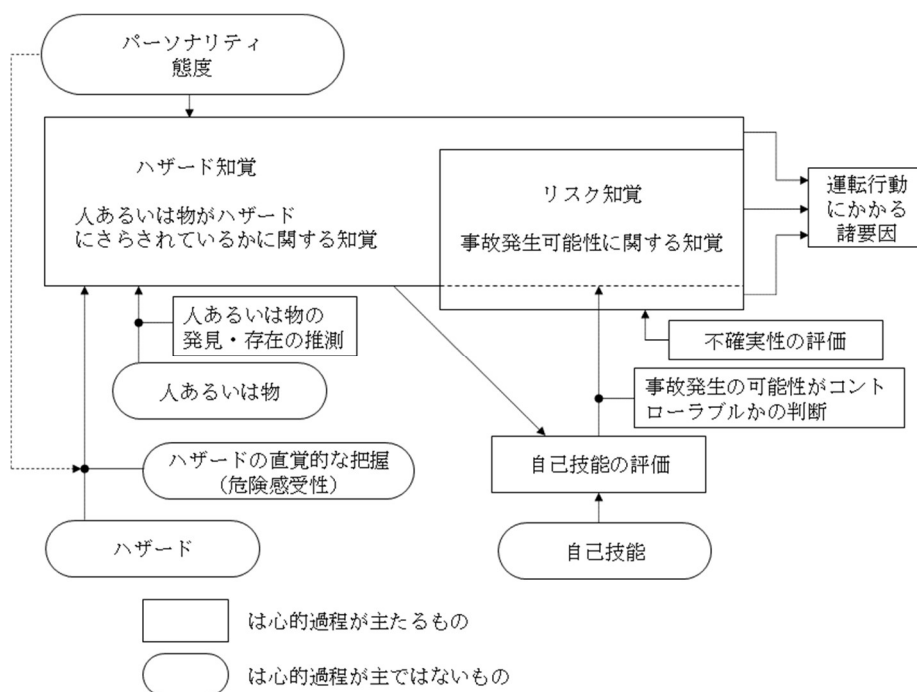 パーソナリティ
態度
ハザード知覚
人あるいは物がハザード
にさらされているかに関する知覚
リスク知覚
事故発生可能性に関する知覚
運転行動
にかかる
諸要因
人あるいは物の
発見・存在の推測
不確実性の評価
人あるいは物
事故発生の可能性がコント
ローラブルかの判断
ハザードの直覚的な把握
(危険感受性)
自己技能の評価
ハザード
自己技能
は心的過程が主たるもの
は心的過程が主ではないもの